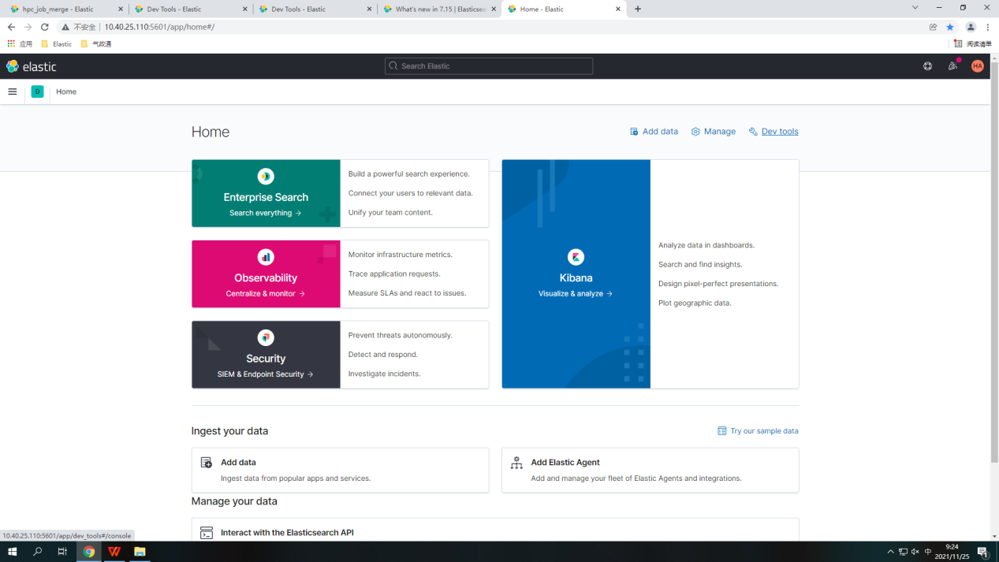 hpc_job_merge - Elastic
Dev Tools - Elastic
Dev Tools - Elastic
What's new in 7.15 | Elasticsea
Home - Elastic
不安全 | 10.40.25.110:5601/app/home#/
应用
Elastic
气政通
阅读清单
elastic
Search Elastic
HA
D
Home
Home
Add data
Manage
Dev tools
Enterprise Search
Search everything →
Build a powerful search experience.
Connect your users to relevant data.
Unify your team content.
Observability
Centralize & monitor →
Monitor infrastructure metrics.
Trace application requests.
Measure SLAs and react to issues.
Security
SIEM & Endpoint Security →
Prevent threats autonomously.
Detect and respond.
Investigate incidents.
Kibana
Visualize & analyze →
Analyze data in dashboards.
Search and find insights.
Design pixel-perfect presentations.
Plot geographic data.
Ingest your data
Try our sample data
Add data
Ingest data from popular apps and services.
Add Elastic Agent
Add and manage your fleet of Elastic Agents and integrations.
Manage your data
Interact with the Elasticsearch API
10.40.25.110:5601/app/dev_tools#/console
中
9:24
2021/11/25
1